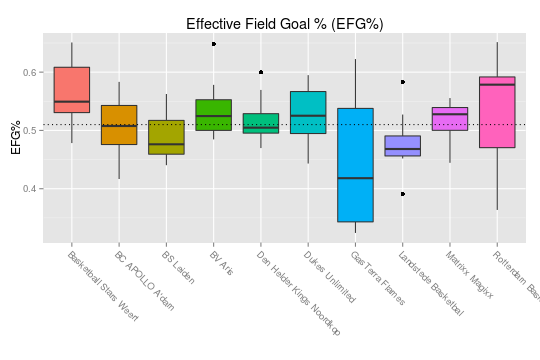 Effective Field Goal % (EFG%)
EFG%
0.6
0.5
0.4
Basketball Stars Weert
BC APOLLO A'dam
BS Leiden
BV Aris
Den Helder Kings Noordkop
Dukes Unlimited
GasTerra Flames
Landstede Basketbal
Matrixx Magixx
Rotterdam Bas